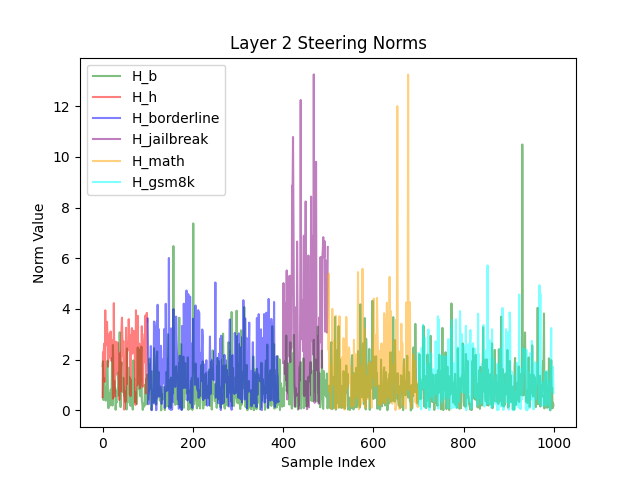 Layer 2 Steering Norms
H_b
H_h
H_borderline
H_jailbreak
H_math
H_gsm8k
Norm Value
12
10
8
6
4
2
0
0 200 400 600 800 1000
Sample Index